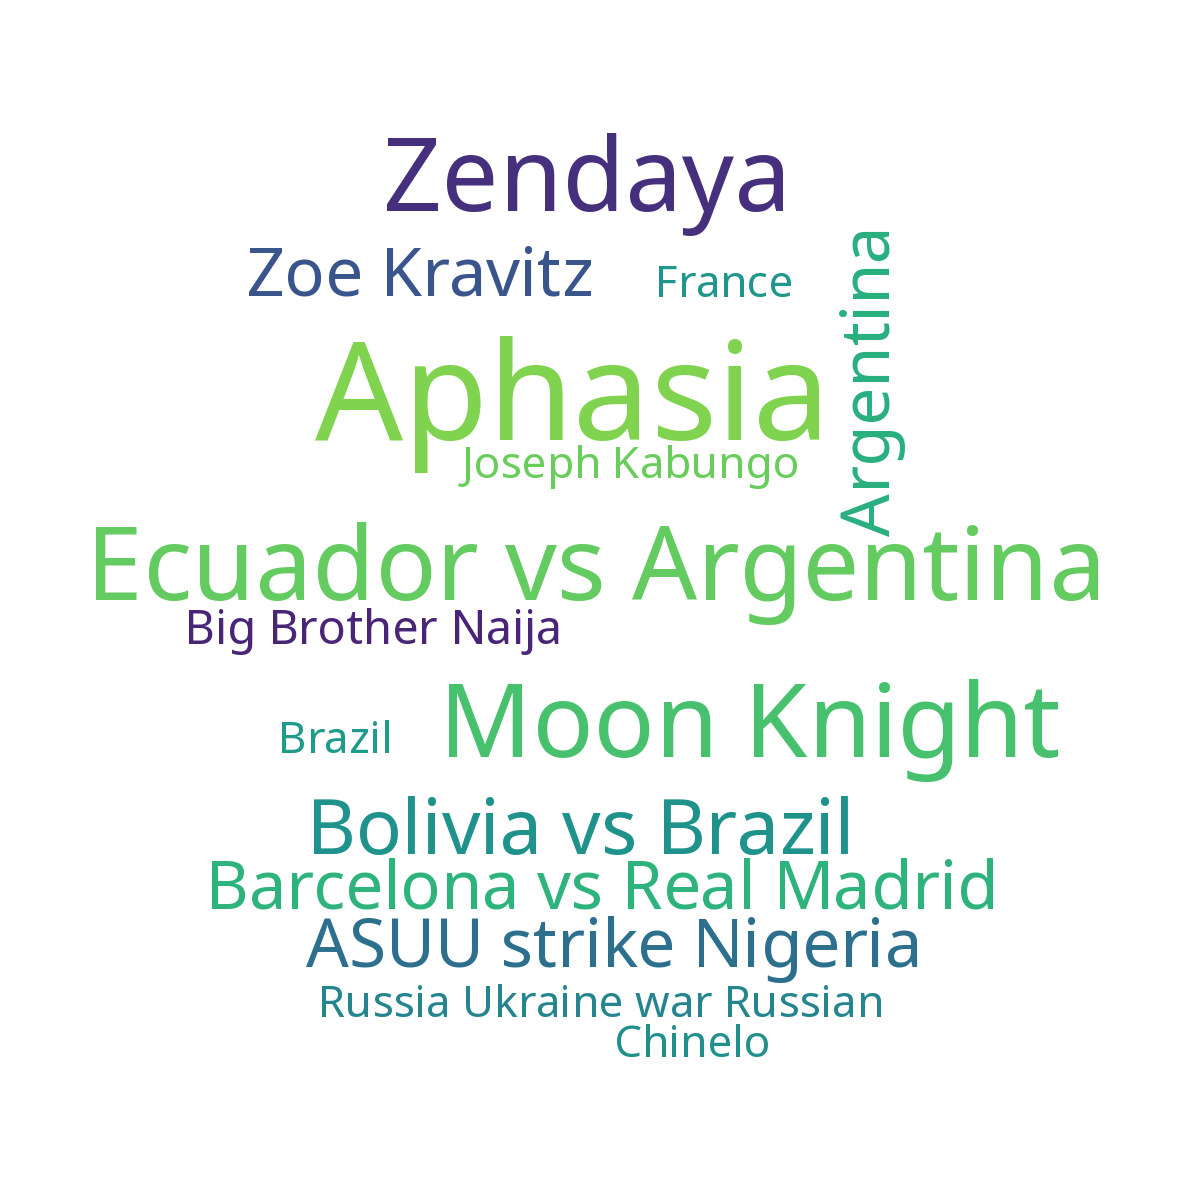 Zendaya
Zoe Kravitz
France
Argentina
Aphasia
Joseph Kabungo
Ecuador vs Argentina
Big Brother Naija
Moon Knight
Brazil
Bolivia vs Brazil
Barcelona vs Real Madrid
ASUU strike Nigeria
Russia Ukraine war Russian
Chinelo